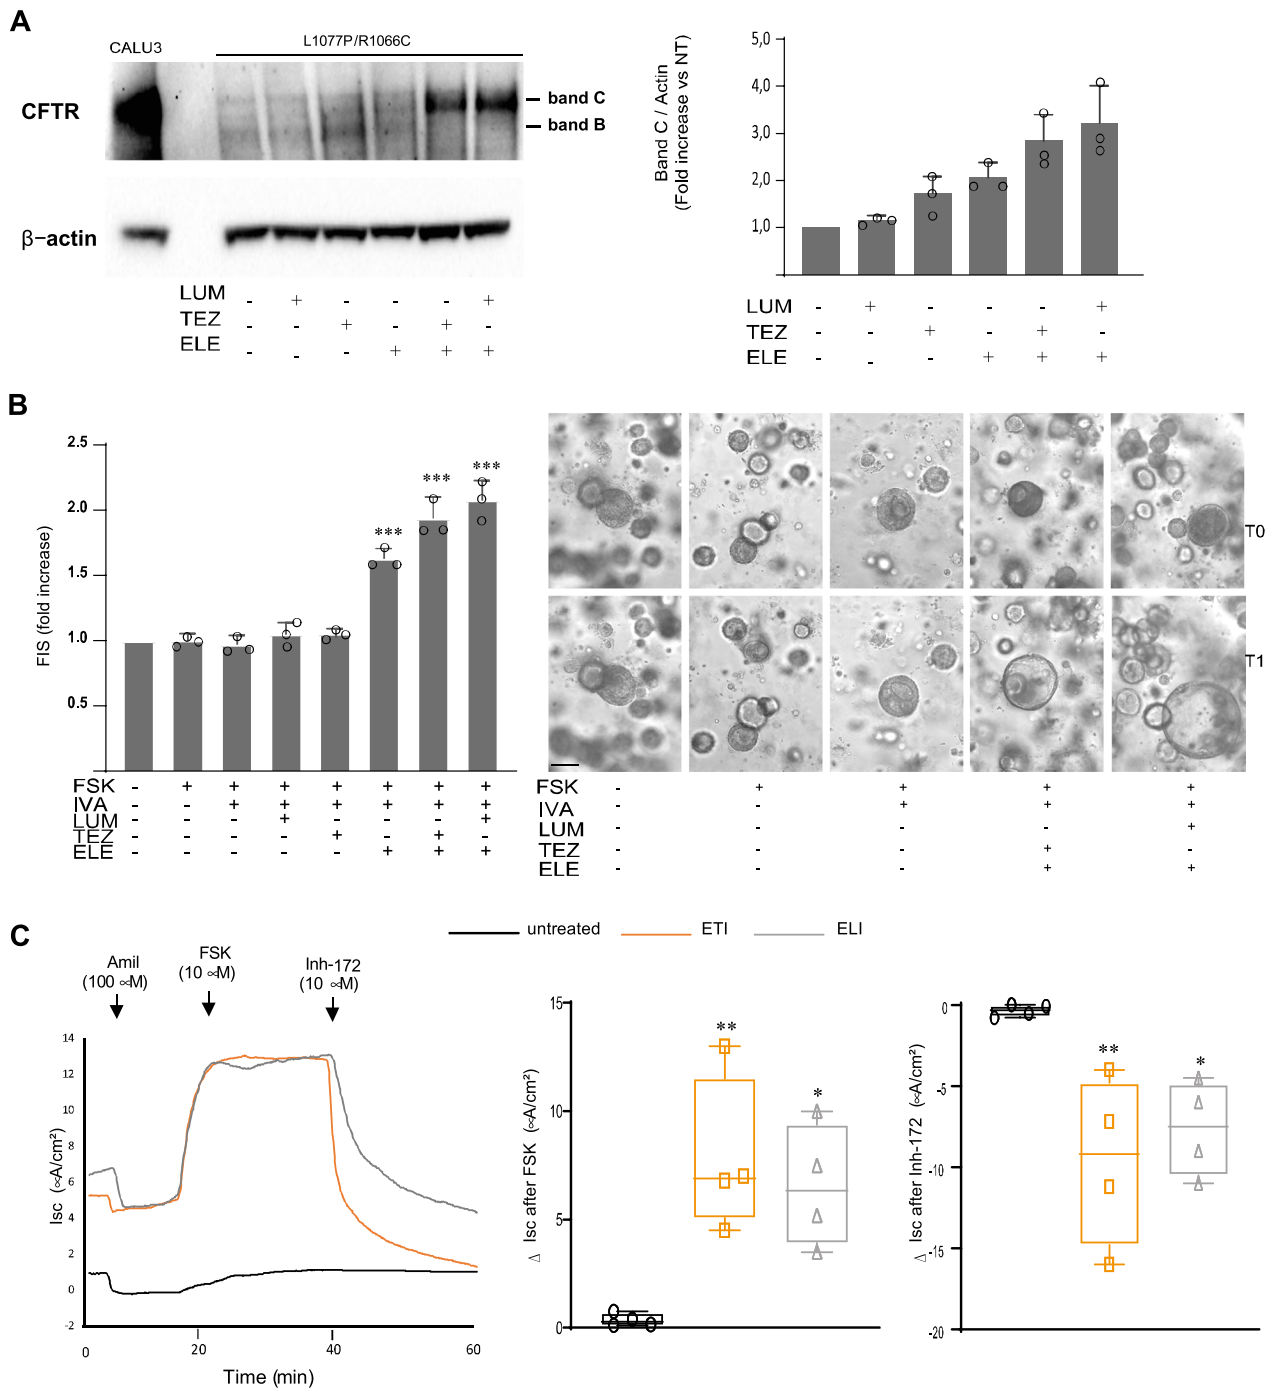 A
CALU3
L1077P/R1066C
CFTR
band C
band B
β−actin
LUM - + - - - +
TEZ - - + - + -
ELE - - - + + +
Band C / Actin
(Fold increase vs NT)
5,0
4,0
3,0
2,0
1,0
LUM - + - - - +
TEZ - - + - + -
ELE - - - + + +
B
FIS (fold increase)
2.5
2.0
1.5
1.0
0.5
*** *** ***
FSK - + + + + + + +
IVA - - + + + + + +
LUM - - - + - - - +
TEZ - - - - + - + -
ELE - - - - - + + +
T0
T1
FSK - + + + +
IVA - - + + +
LUM - - - - +
TEZ - - - + -
ELE - - - + +
C
untreated ETI ELI
Amil
(100 ∝M)
FSK
(10 ∝M)
Inh-172
(10 ∝M)
Isc (∝A/cm²)
14
12
10
8
6
4
2
0
-2
0 20 40 60
Time (min)
Δ Isc after FSK (∝A/cm²)
15
10
5
0
** *
Δ Isc after Inh-172 (∝A/cm²)
0
-5
-10
-15
-20
** *